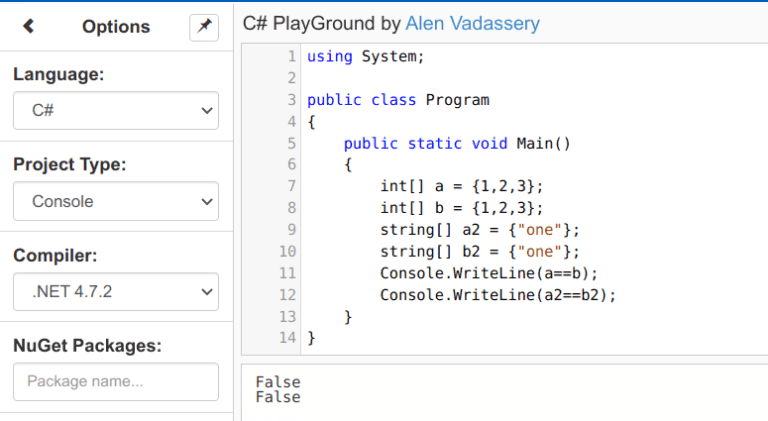 Options
Language:
C#
Project Type:
Console
Compiler:
.NET 4.7.2
NuGet Packages:
Package name...
C# PlayGround by Alen Vadassery
1 using System;
2
3 public class Program
4 {
5     public static void Main()
6     {
7         int[] a = {1,2,3};
8         int[] b = {1,2,3};
9         string[] a2 = {"one"};
10         string[] b2 = {"one"};
11         Console.WriteLine(a==b);
12         Console.WriteLine(a2==b2);
13     }
14 }
False
False